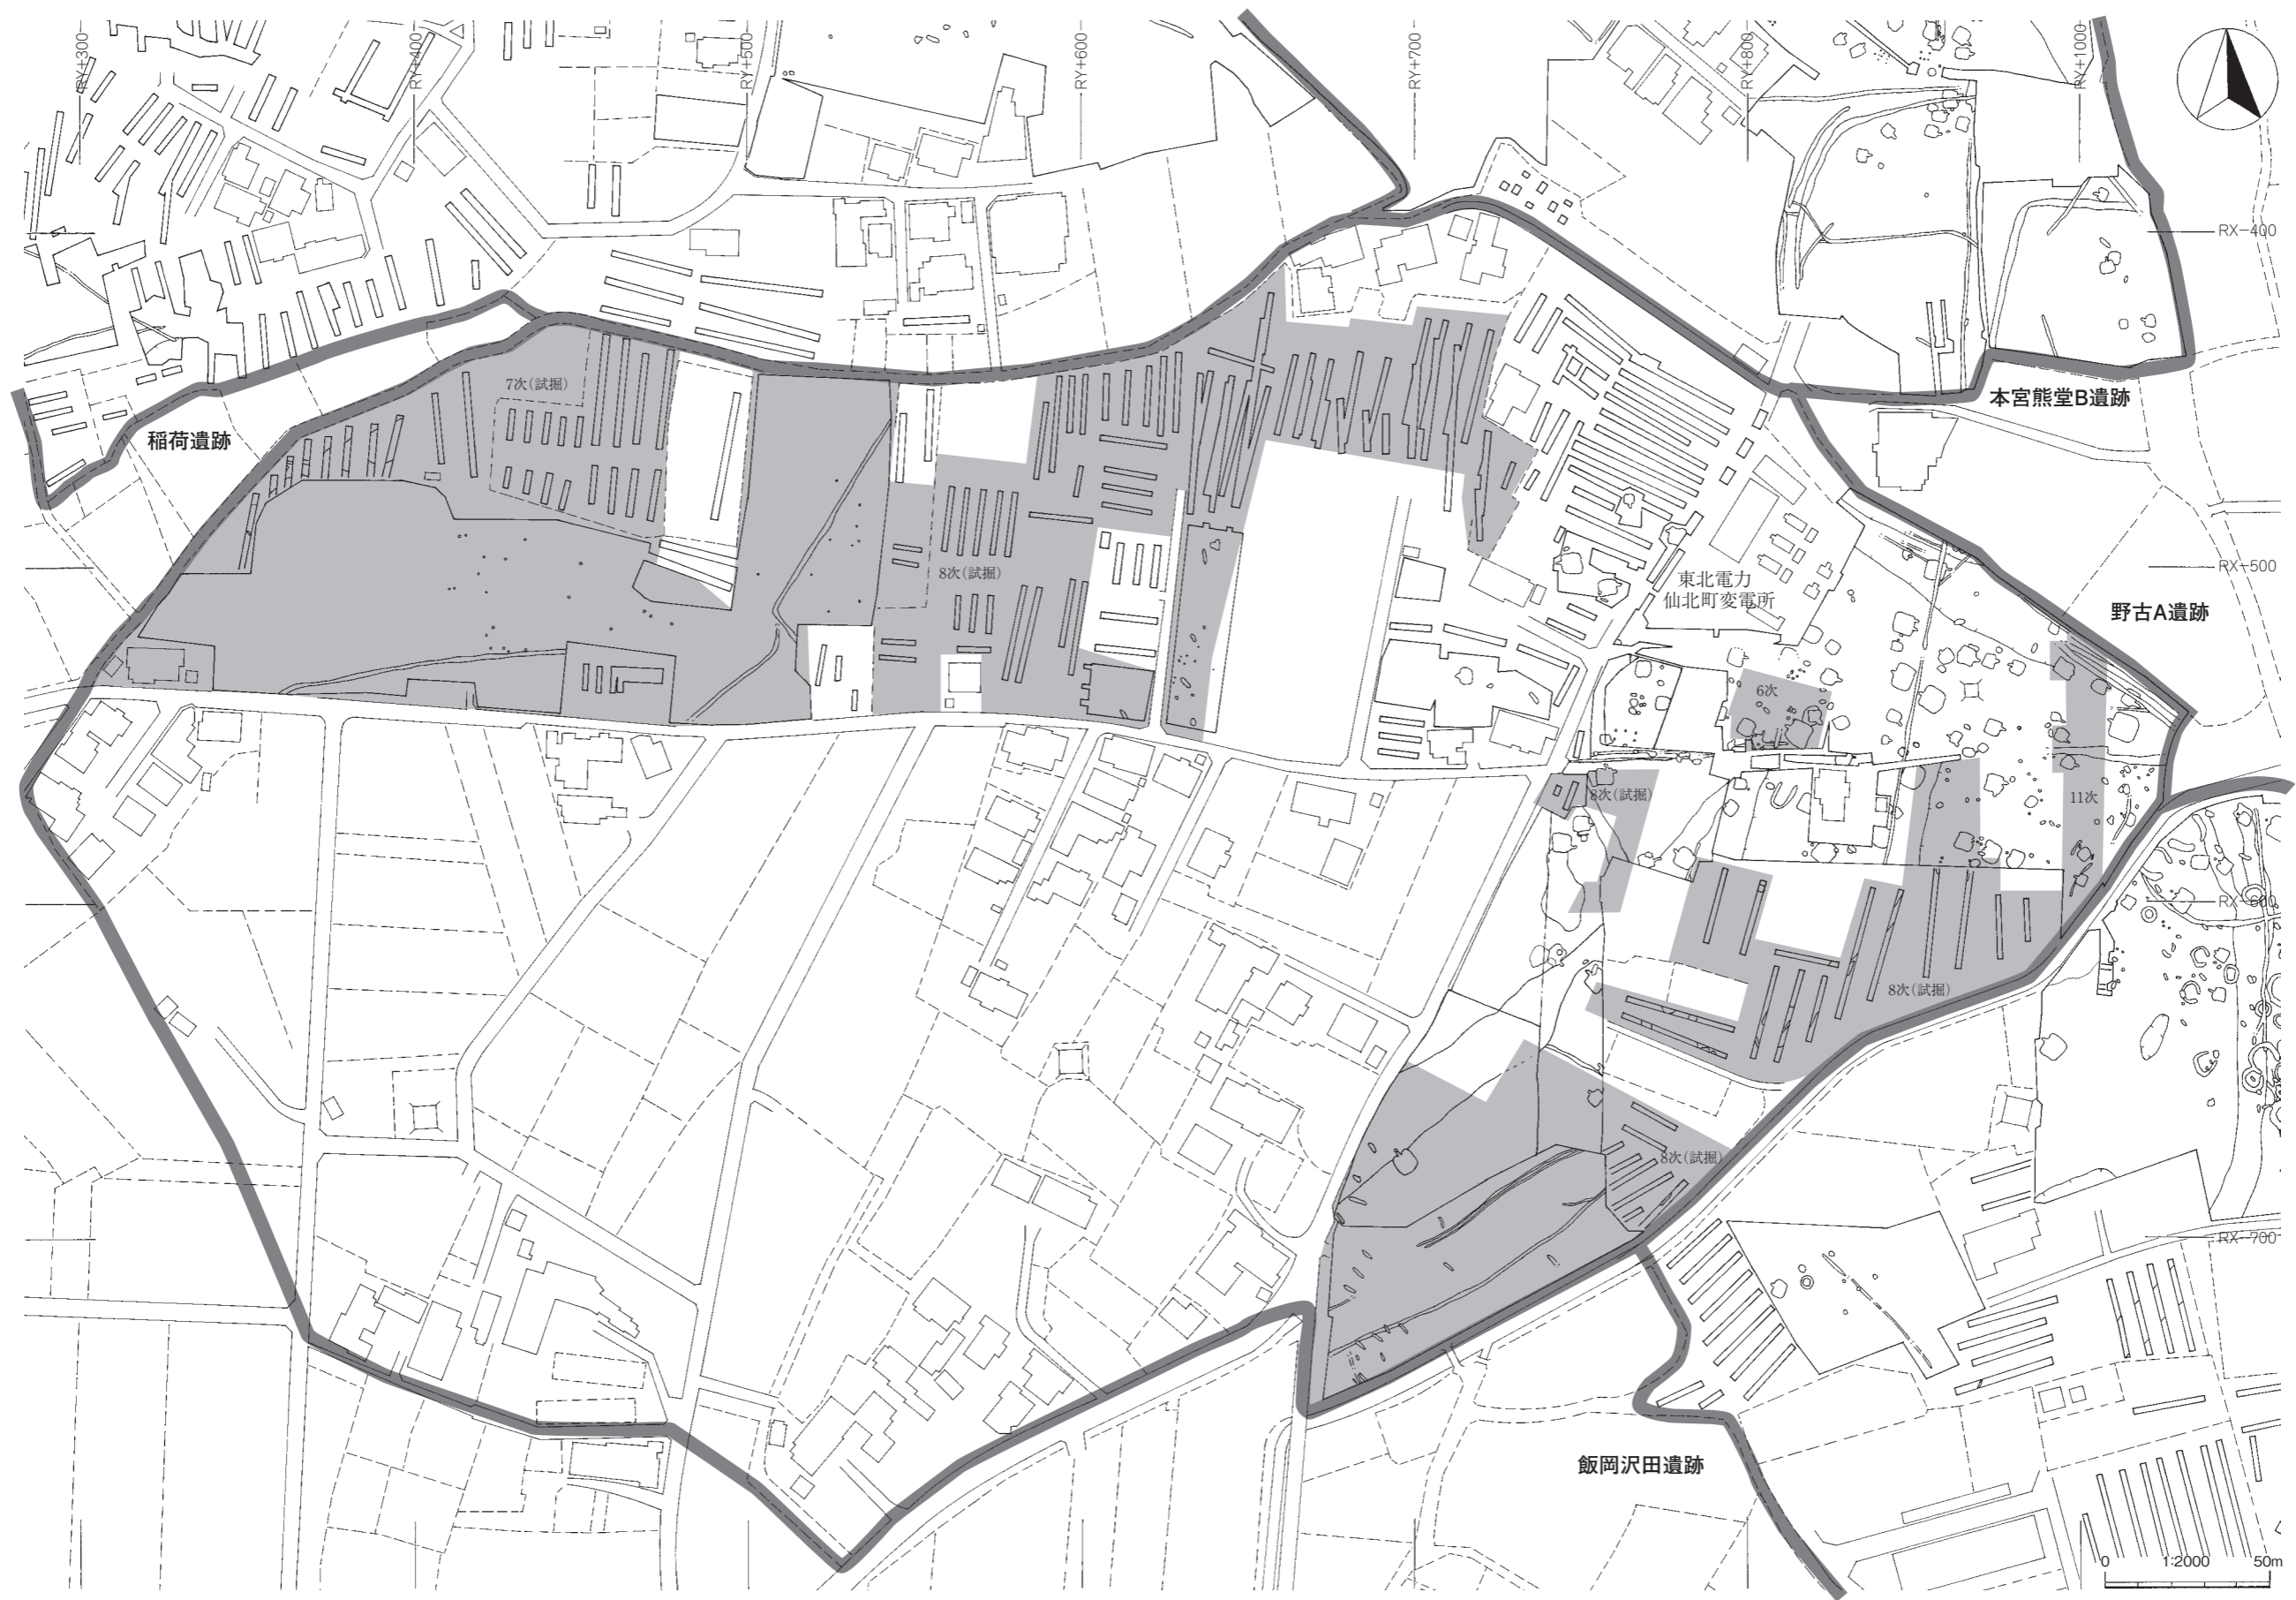 RY+300
RY+400
RY+500
RY+600
RY+700
RY+800
RY+1000
RX-400
7次(試掘)
本宮熊堂B遺跡
稲荷遺跡
RX-500
8次(試掘)
東北電力
仙北町変電所
野古A遺跡
6次
8次(試掘)
11次
RX-600
8次(試掘)
8次(試掘)
RX-700
飯岡沢田遺跡
0 1:2000 50m